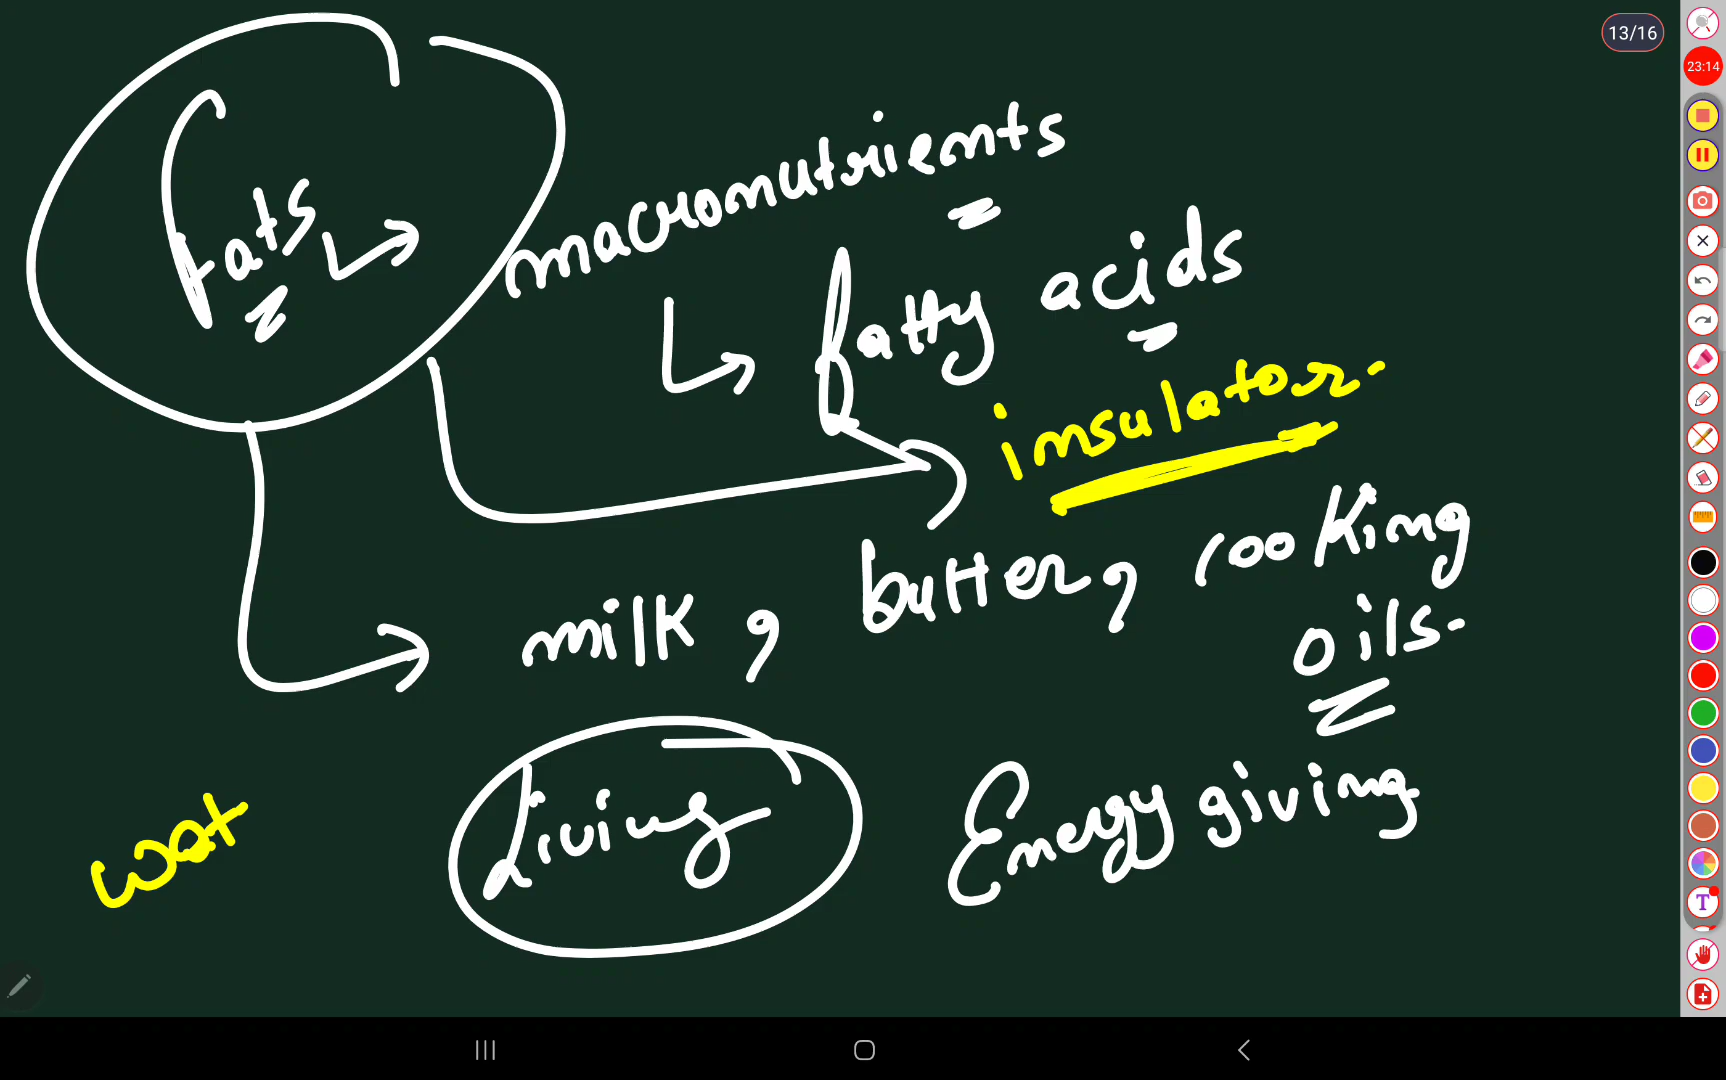 13/16
23:14
fats
macronutrients
fatty acids
insulator.
milk, butter, cooking
oils.
Living
Energy giving
wat
T